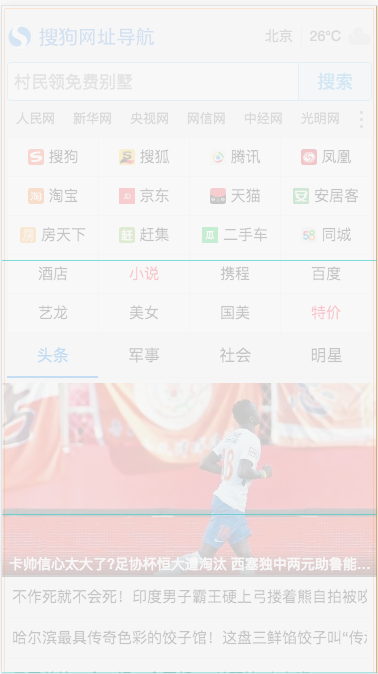 搜狗网址导航 北京 26°C
村民领免费别墅 搜索
人民网 新华网 央视网 网信网 中经网 光明网
搜狗 搜狐 腾讯 凤凰
淘宝 京东 天猫 安居客
房天下 赶集 二手车 同城
酒店 小说 携程 百度
艺龙 美女 国美 特价
头条 军事 社会 明星
卡帅信心太大了?足协杯恒大遭淘汰 西塞独中两元助鲁能...
不作死就不会死！印度男子霸王硬上弓搂着熊自拍被
哈尔滨最具传奇色彩的饺子馆！这盘三鲜馅饺子叫“传